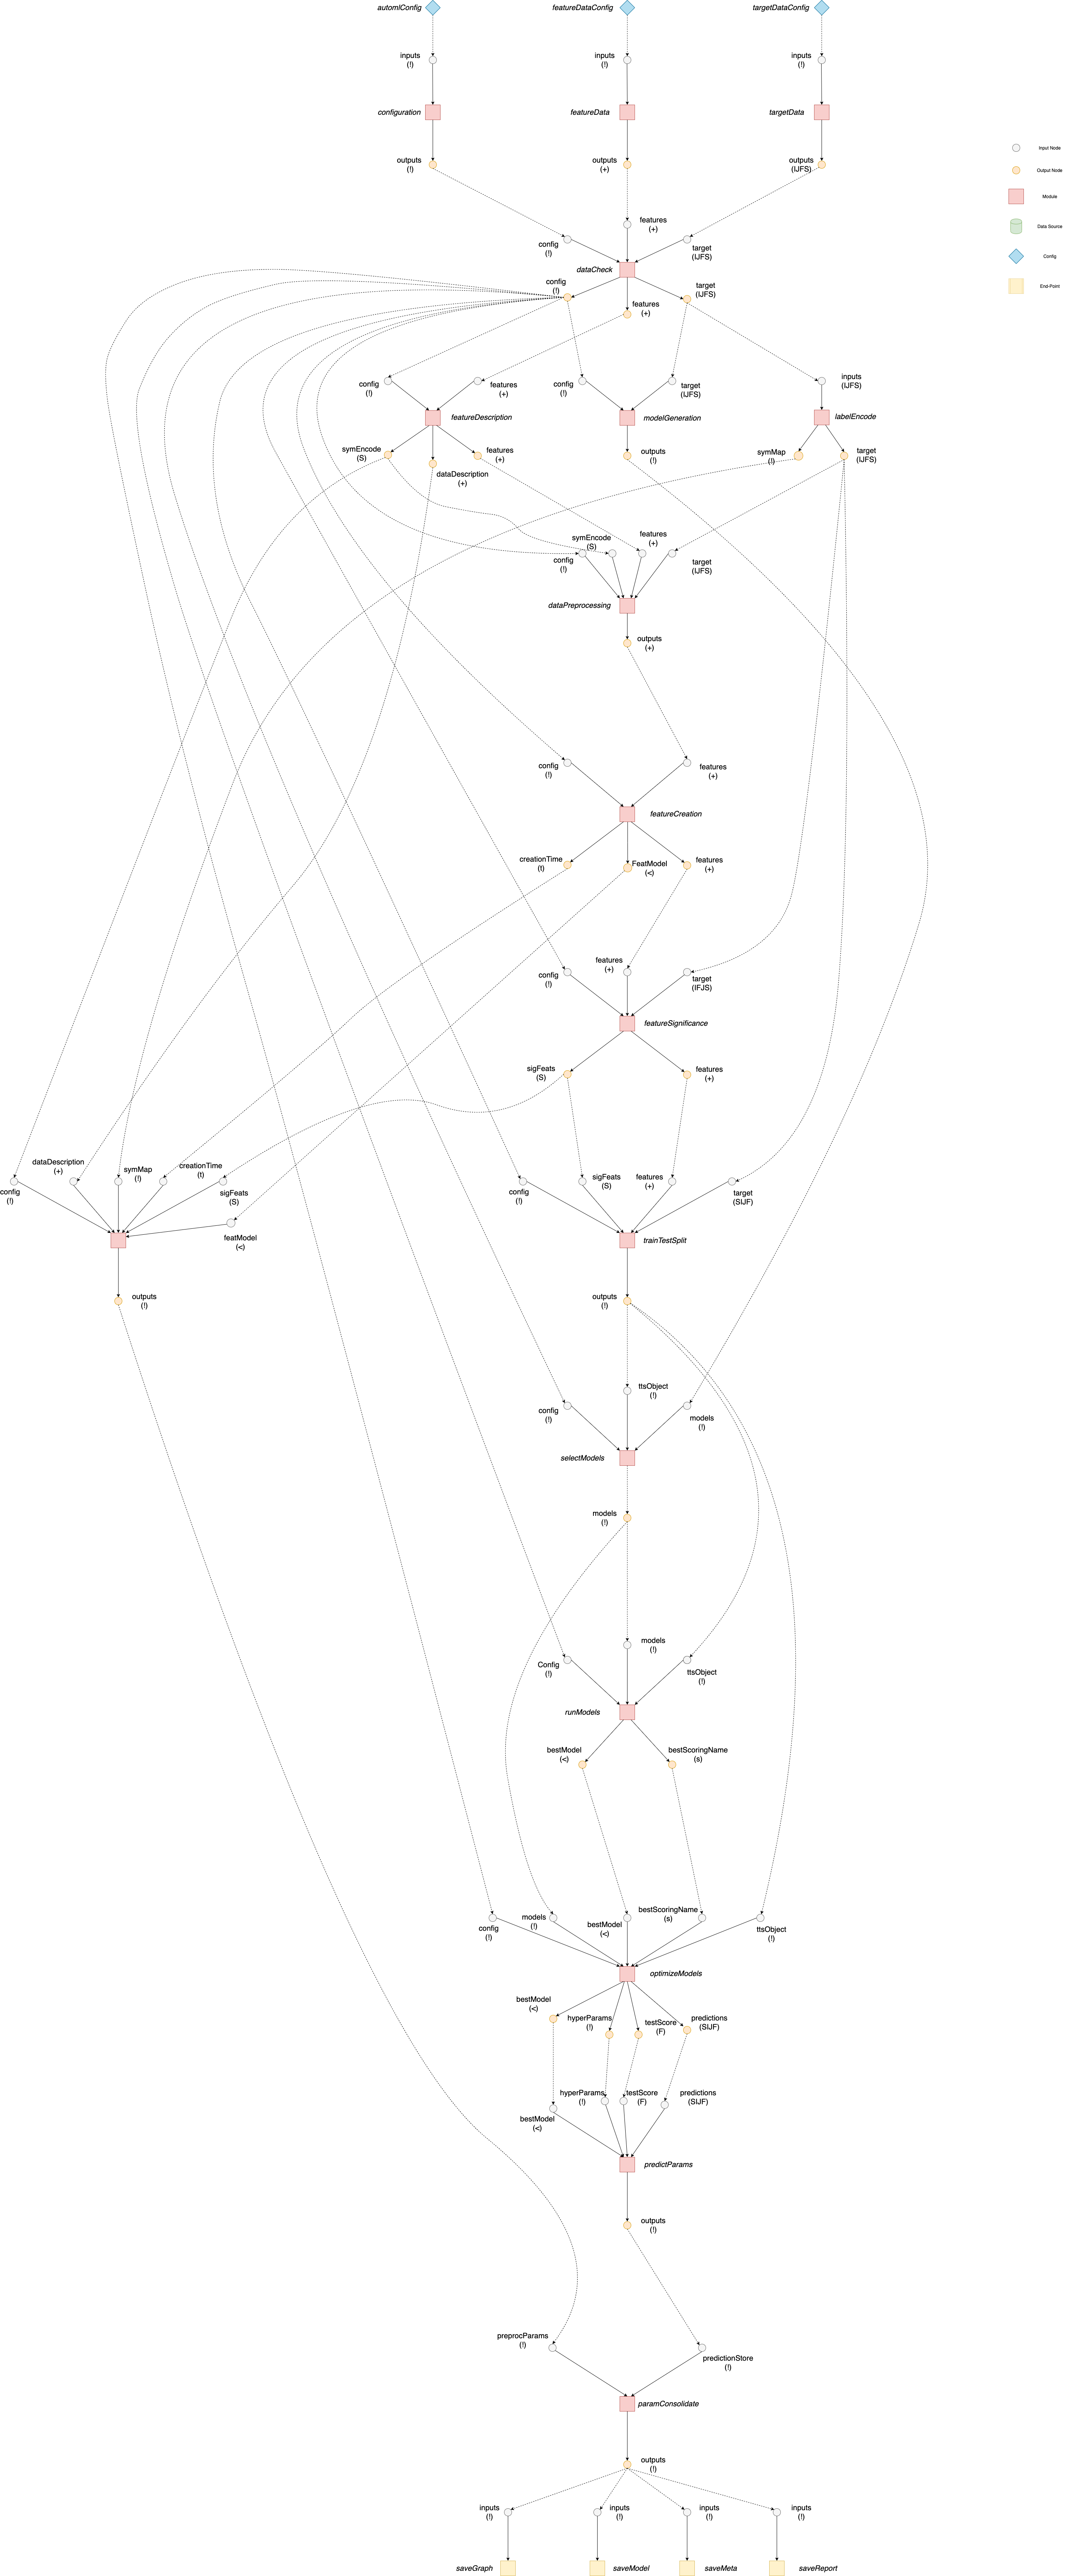 automlConfig
featureDataConfig
targetDataConfig
inputs
(!)
inputs
(!)
inputs
(!)
configuration
featureData
targetData
Input Node
outputs
(!)
outputs
(+)
outputs
(IJFS)
Output Node
Module
Data Source
Config
End-Point
features
(+)
config
(!)
target
(IJFS)
dataCheck
config
(!)
features
(+)
target
(IJFS)
config
(!)
features
(+)
config
(!)
target
(IJFS)
inputs
(IJFS)
featureDescription
modelGeneration
labelEncode
symEncode
(S)
dataDescription
(+)
features
(+)
outputs
(!)
symMap
(!)
target
(IJFS)
config
(!)
symEncode
(S)
features
(+)
target
(IJFS)
dataPreprocessing
outputs
(+)
config
(!)
features
(+)
featureCreation
creationTime
(t)
FeatModel
(<)
features
(+)
config
(!)
features
(+)
target
(IFJS)
featureSignificance
sigFeats
(S)
features
(+)
config
(!)
dataDescription
(+)
symMap
(!)
creationTime
(t)
sigFeats
(S)
featModel
(<)
config
(!)
sigFeats
(S)
features
(+)
target
(SIJF)
trainTestSplit
outputs
(!)
outputs
(!)
config
(!)
ttsObject
(!)
models
(!)
selectModels
models
(!)
Config
(!)
models
(!)
ttsObject
(!)
runModels
bestModel
(<)
bestScoringName
(s)
config
(!)
models
(!)
bestModel
(<)
bestScoringName
(s)
ttsObject
(!)
optimizeModels
bestModel
(<)
hyperParams
(!)
testScore
(F)
predictions
(SIJF)
bestModel
(<)
hyperParams
(!)
testScore
(F)
predictions
(SIJF)
predictParams
outputs
(!)
preprocParams
(!)
predictionStore
(!)
paramConsolidate
outputs
(!)
inputs
(!)
inputs
(!)
inputs
(!)
inputs
(!)
saveGraph
saveModel
saveMeta
saveReport